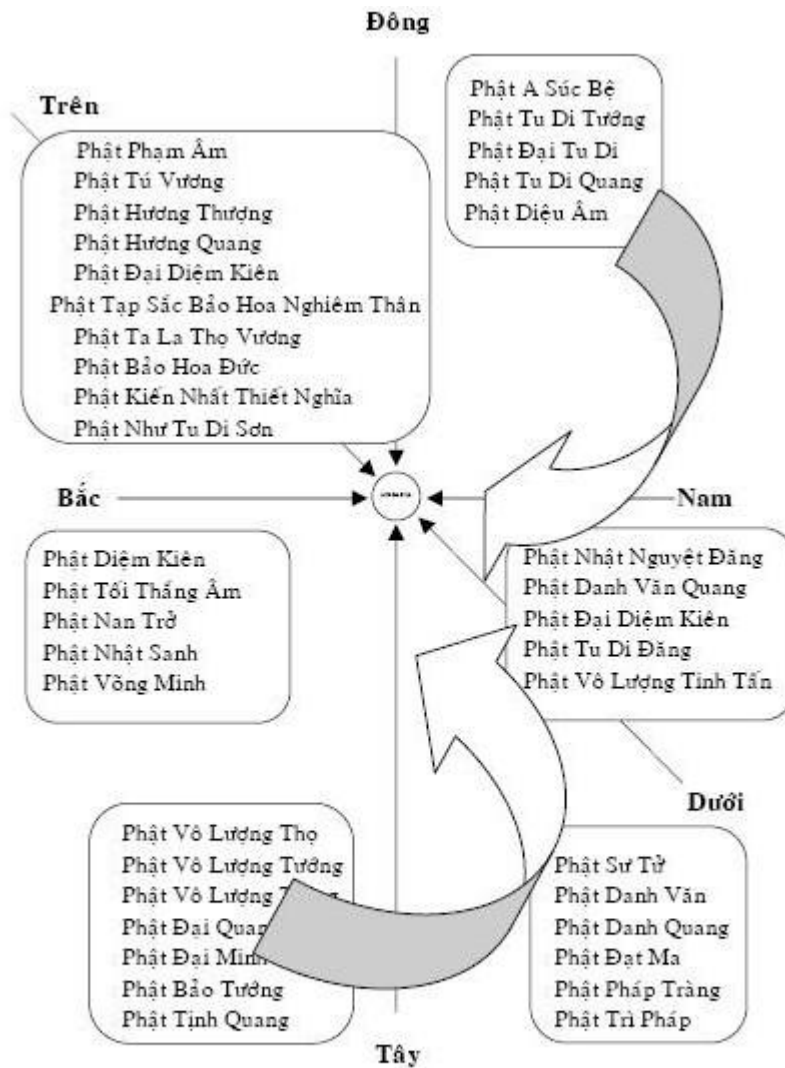 Đông
Trên
Phật A Súc Bệ
Phật Tu Di Tướng
Phật Đại Tu Di
Phật Tu Di Quang
Phật Diệu Âm
Phật Phạm Âm
Phật Tú Vương
Phật Hương Thượng
Phật Hương Quang
Phật Đại Diệm Kiên
Phật Tạp Sắc Bảo Hoa Nghiêm Thân
Phật Ta La Thọ Vương
Phật Bảo Hoa Đức
Phật Kiến Nhất Thiết Nghĩa
Phật Như Tu Di Sơn
Bắc
Nam
Phật Diệm Kiên
Phật Tối Thắng Âm
Phật Nan Trở
Phật Nhật Sanh
Phật Võng Minh
Phật Nhật Nguyệt Đăng
Phật Danh Văn Quang
Phật Đại Diệm Kiên
Phật Tu Di Đăng
Phật Vô Lượng Tinh Tấn
Dưới
Phật Vô Lượng Thọ
Phật Vô Lượng Tướng
Phật Vô Lượng
Phật Đại Quang
Phật Đại Minh
Phật Bảo Tướng
Phật Tịnh Quang
Phật Sư Tử
Phật Danh Văn
Phật Danh Quang
Phật Đạt Ma
Phật Pháp Tràng
Phật Trì Pháp
Tây